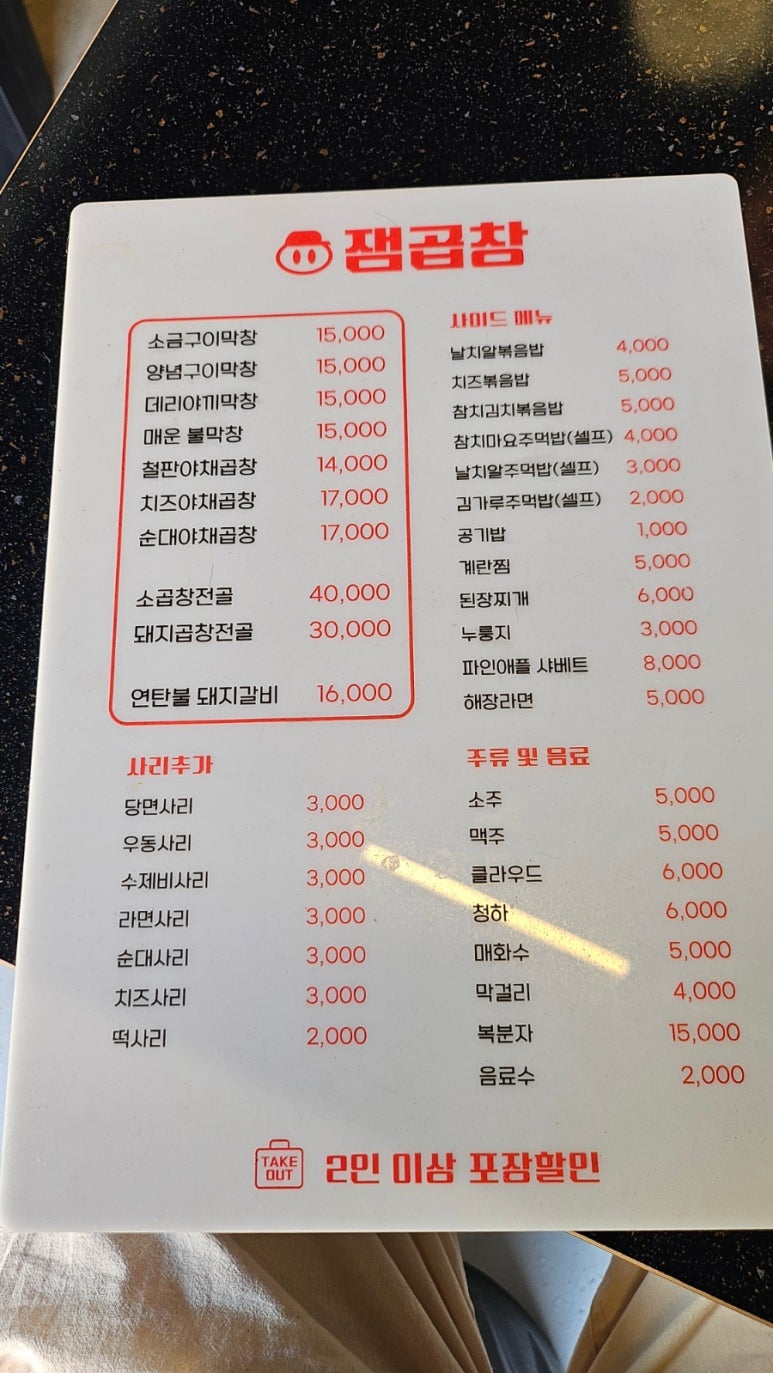 잼곱창
소금구이막창 15,000
양념구이막창 15,000
데리야끼막창 15,000
매운 불막창 15,000
철판야채곱창 14,000
치즈야채곱창 17,000
순대야채곱창 17,000
소곱창전골 40,000
돼지곱창전골 30,000
연탄불 돼지갈비 16,000
사리추가
당면사리 3,000
우동사리 3,000
수제비사리 3,000
라면사리 3,000
순대사리 3,000
치즈사리 3,000
떡사리 2,000
사이드 메뉴
날치알볶음밥 4,000
치즈볶음밥 5,000
참치김치볶음밥 5,000
참치마요주먹밥(셀프) 4,000
날치알주먹밥(셀프) 3,000
김가루주먹밥(셀프) 2,000
공기밥 1,000
계란찜 5,000
된장찌개 6,000
누룽지 3,000
파인애플 샤베트 8,000
해장라면 5,000
주류 및 음료
소주 5,000
맥주 5,000
클라우드 6,000
청하 6,000
매화수 5,000
막걸리 4,000
복분자 15,000
음료수 2,000
TAKE
OUT
2인 이상 포장할인